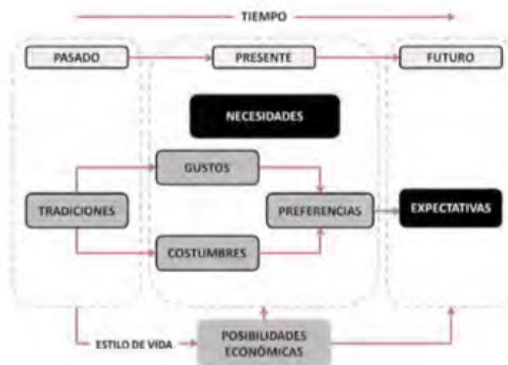 TIEMPO
PASADO
PRESENTE
FUTURO
NECESIDADES
GUSTOS
TRADICIONES
PREFERENCIAS
EXPECTATIVAS
COSTUMBRES
ESTILO DE VIDA
POSIBILIDADES
ECONÓMICAS